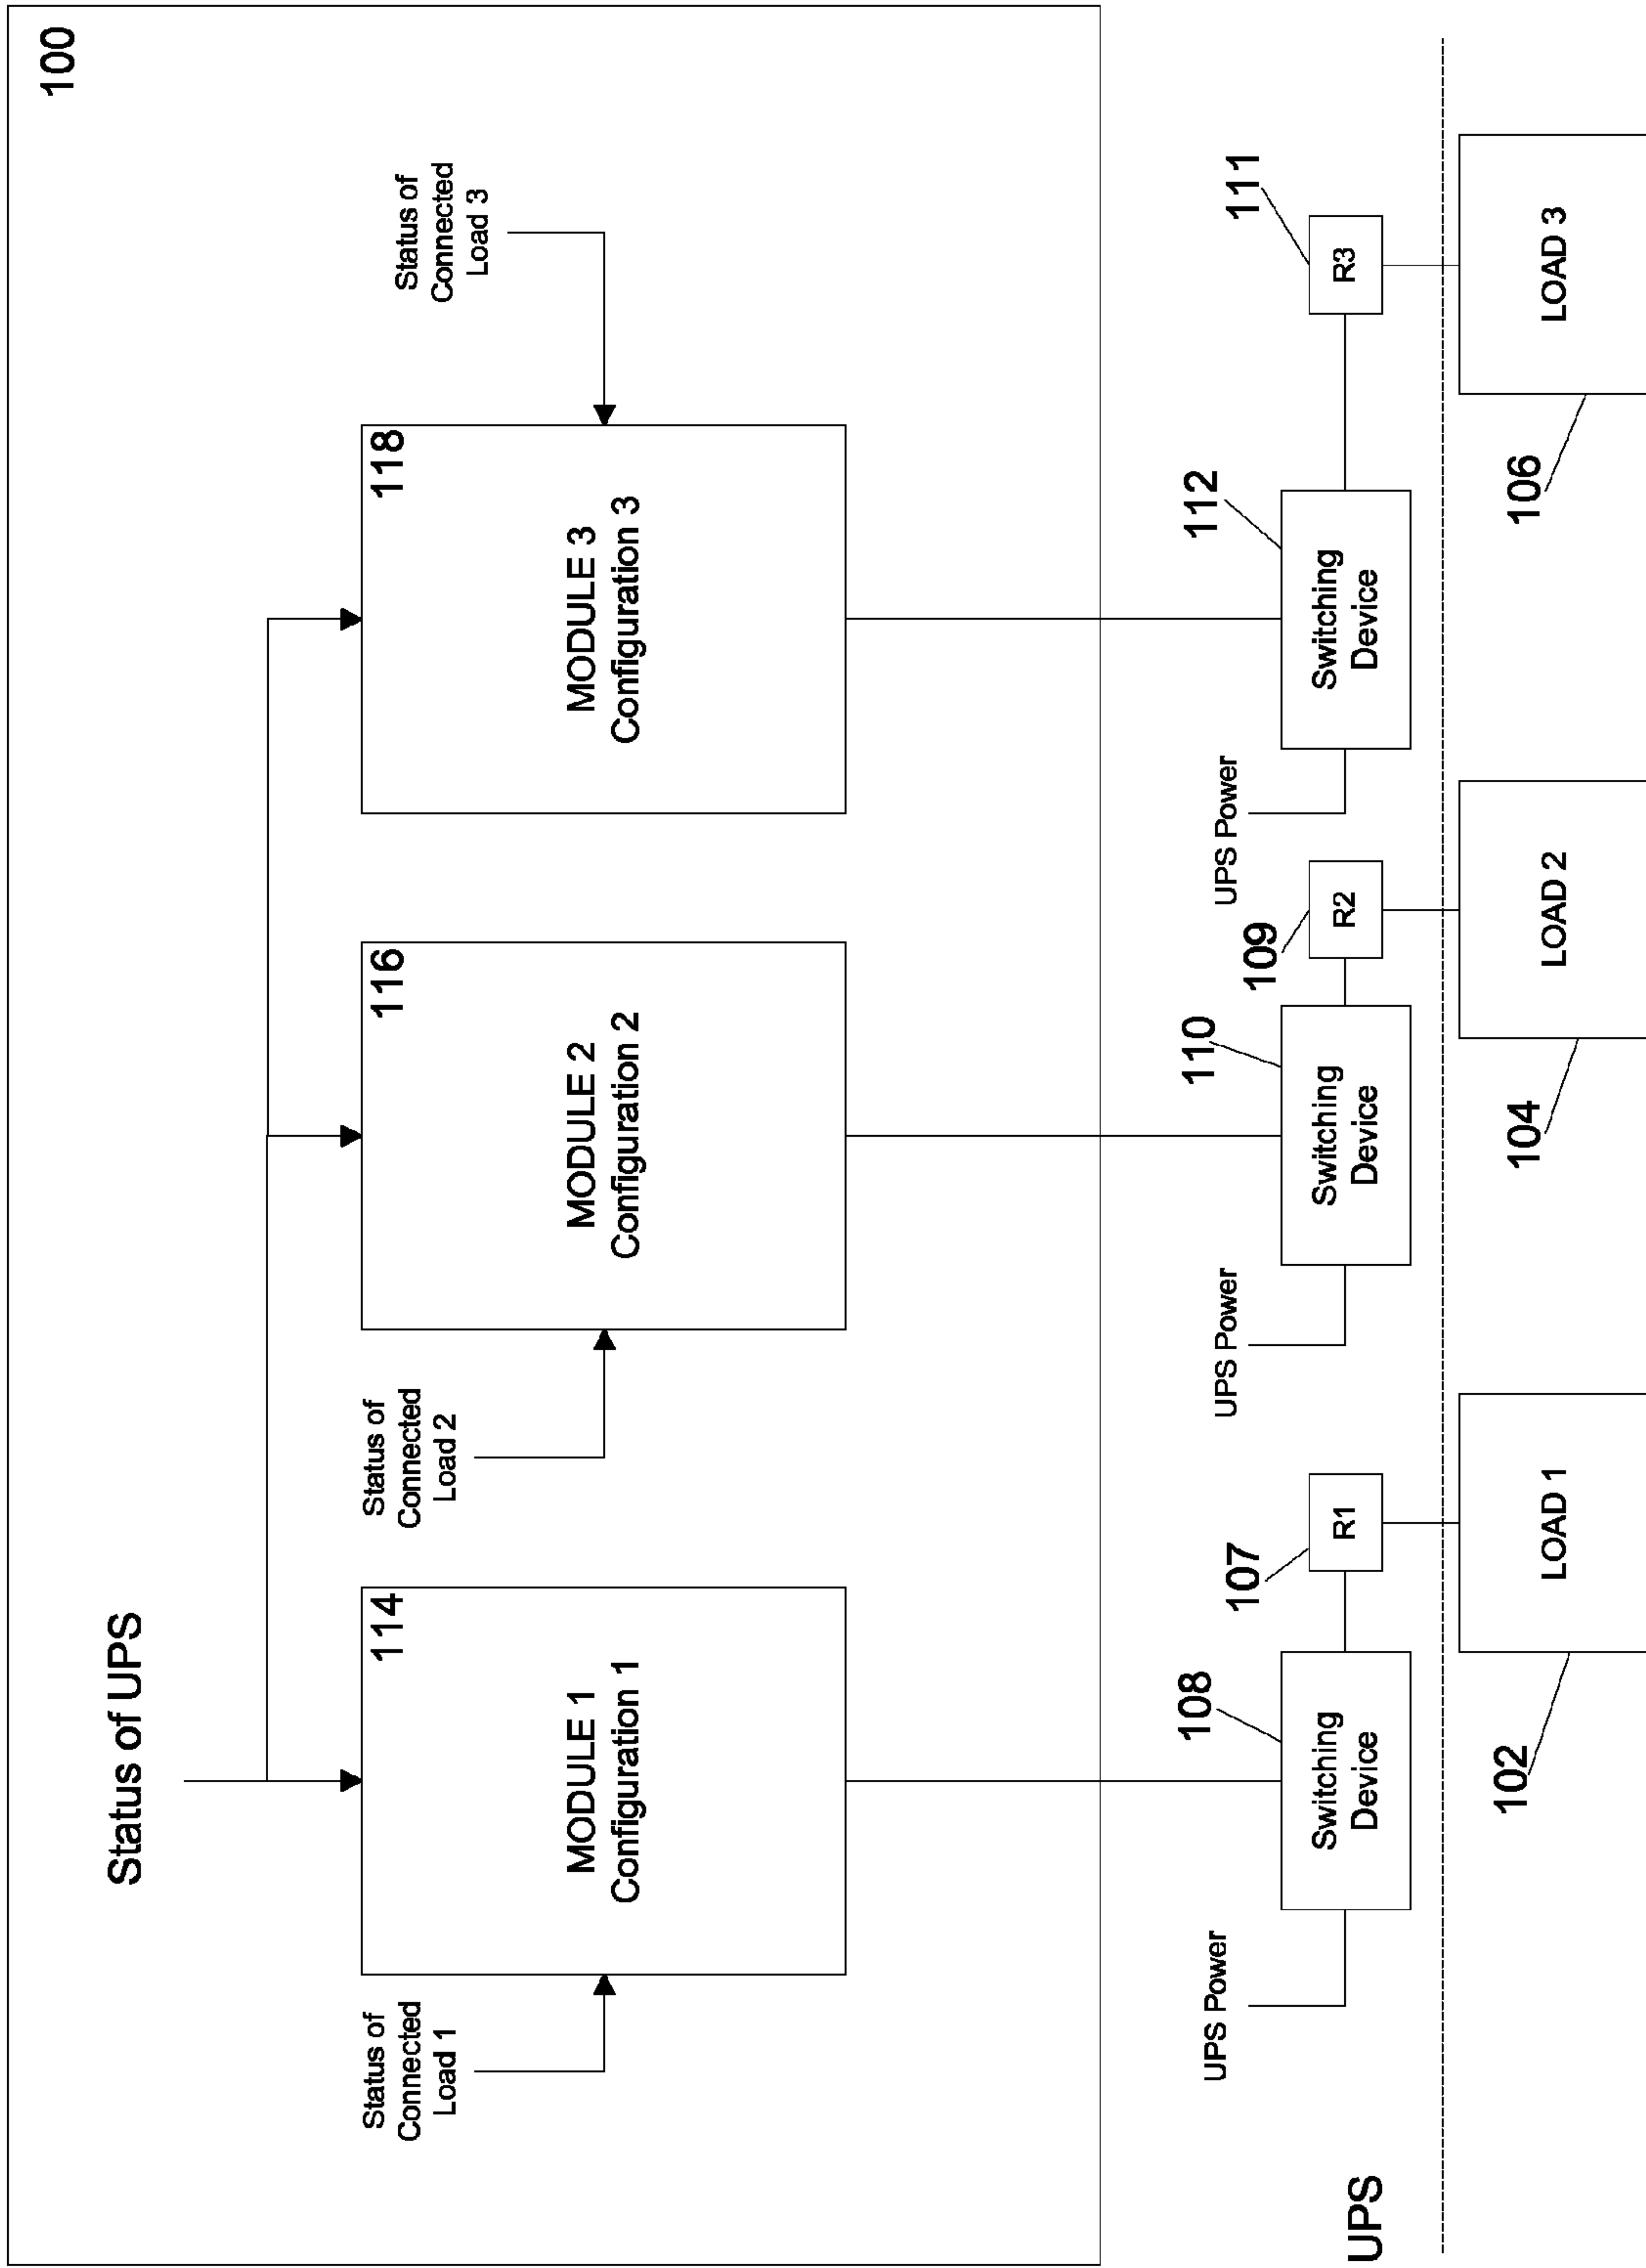 100
Status of UPS
Status of
Connected
Load 1
114
MODULE 1
Configuration 1
Status of
Connected
Load 2
116
MODULE 2
Configuration 2
118
MODULE 3
Configuration 3
Status of
Connected
Load 3
UPS Power
108
Switching
Device
107
R1
UPS Power
110
Switching
Device
109
R2
UPS Power
112
Switching
Device
111
R3
UPS
102
LOAD 1
104
LOAD 2
106
LOAD 3